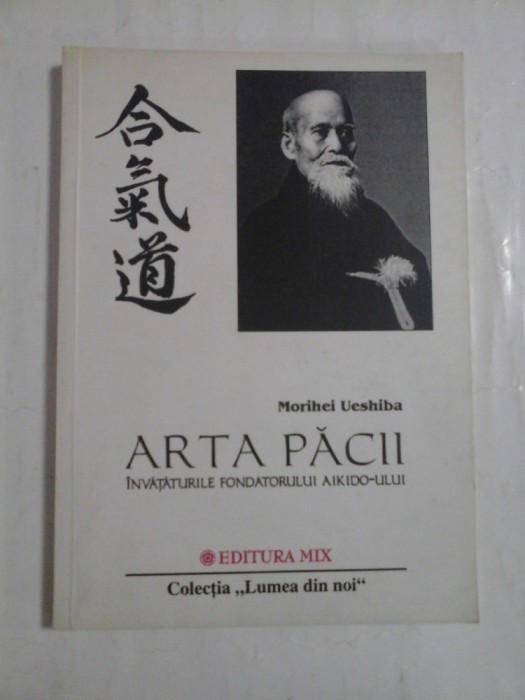 合氣道
Morihei Ueshiba
ARTA PĂCII
ÎNVĂȚĂTURILE FONDATORULUI AIKIDO-ULUI
EDITURA MIX
Colecția „Lumea din noi“